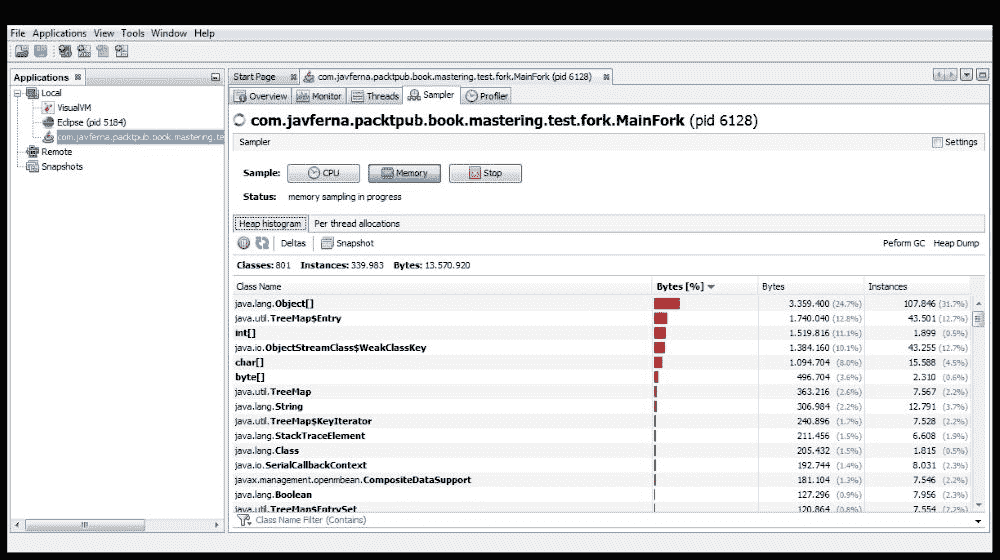 File Applications View Tools Window Help
Applications
Start Page com.javferna.packtpub.book.mastering.test.fork.MainFork (pid 6128)
Local
VisualVM
Eclipse (pid 5184)
com.javferna.packtpub.book.mastering.te
Remote
Snapshots
Overview Monitor Threads Sampler Profiler
com.javferna.packtpub.book.mastering.test.fork.MainFork (pid 6128)
Sampler Settings
Sample: CPU Memory Stop
Status: memory sampling in progress
Heap histogram Per thread allocations
Deltas Snapshot Peform GC Heap Dump
Classes: 801 Instances: 339.983 Bytes: 13.570.920
Class Name Bytes [%] Bytes Instances
java.lang.Object[] 3.359.400 (24.7%) 107.846 (31.7%)
java.util.TreeMap$Entry 1.740.040 (12.8%) 43.501 (12.7%)
int[] 1.519.816 (11.1%) 1.899 (0.5%)
java.io.ObjectStreamClass$WeakClassKey 1.384.160 (10.1%) 43.255 (12.7%)
char[] 1.094.704 (8.0%) 15.588 (4.5%)
byte[] 496.704 (3.6%) 2.310 (0.6%)
java.util.TreeMap 363.216 (2.6%) 7.567 (2.2%)
java.lang.String 306.984 (2.2%) 12.791 (3.7%)
java.util.TreeMap$KeyIterator 240.896 (1.7%) 7.528 (2.2%)
java.lang.StackTraceElement 211.456 (1.5%) 6.608 (1.9%)
java.lang.Class 205.432 (1.5%) 1.815 (0.5%)
java.io.SerialCallbackContext 192.744 (1.4%) 8.031 (2.3%)
javax.management.openmbean.CompositeDataSupport 181.104 (1.3%) 7.546 (2.2%)
java.lang.Boolean 127.296 (0.9%) 7.956 (2.3%)
java.util.TreeMap$EntrySet 120.864 (0.8%) 7.554 (2.2%)
Class Name Filter (Contains)